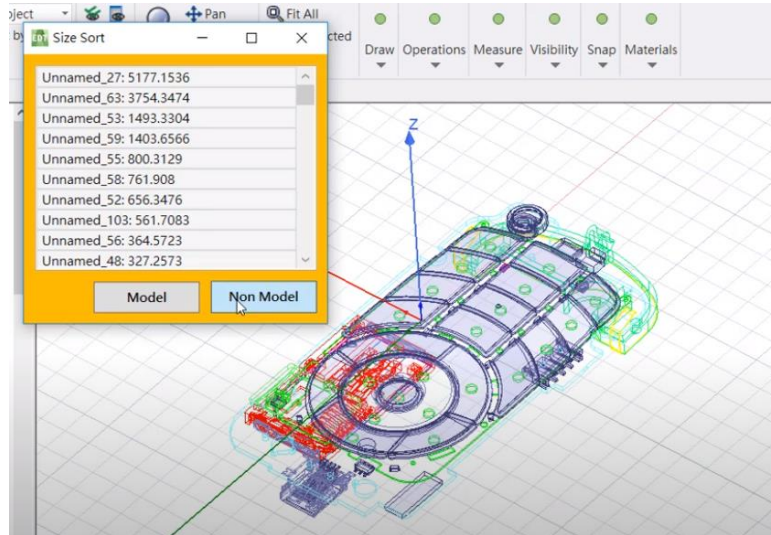 oject
Pan
Fit All
by
cted
Draw Operations Measure Visibility Snap Materials
EDT Size Sort
Unnamed_27: 5177.1536
Unnamed_63: 3754.3474
Unnamed_53: 1493.3304
Unnamed_59: 1403.6566
Unnamed_55: 800.3129
Unnamed_58: 761.908
Unnamed_52: 656.3476
Unnamed_103: 561.7083
Unnamed_56: 364.5723
Unnamed_48: 327.2573
Model Non Model
Z